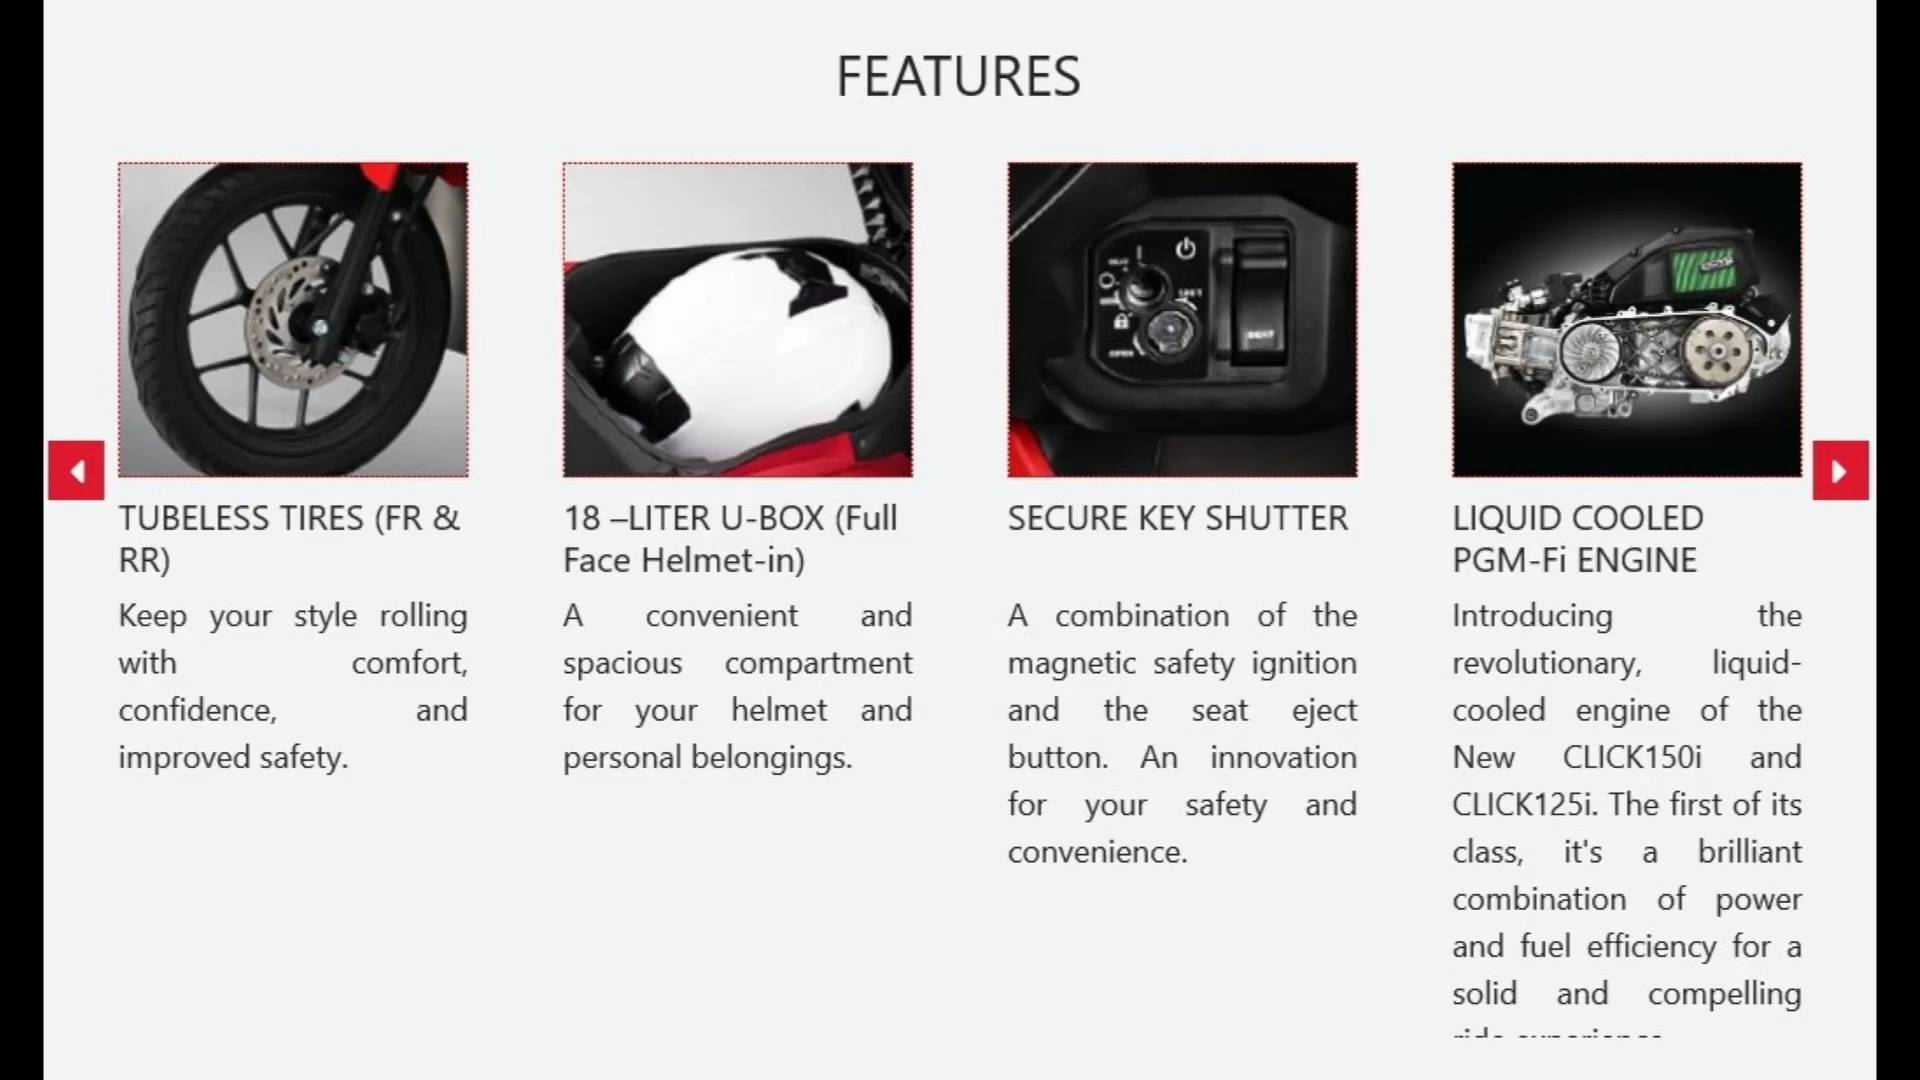 FEATURES
TUBELESS TIRES (FR &
RR)
Keep your style rolling
with comfort,
confidence, and
improved safety.
18 –LITER U-BOX (Full
Face Helmet-in)
A convenient and
spacious compartment
for your helmet and
personal belongings.
SEAT
OPEN
SECURE KEY SHUTTER
A combination of the
magnetic safety ignition
and the seat eject
button. An innovation
for your safety and
convenience.
LIQUID COOLED
PGM-Fi ENGINE
Introducing the
revolutionary, liquid-
cooled engine of the
New CLICK150i and
CLICK125i. The first of its
class, it's a brilliant
combination of power
and fuel efficiency for a
solid and compelling